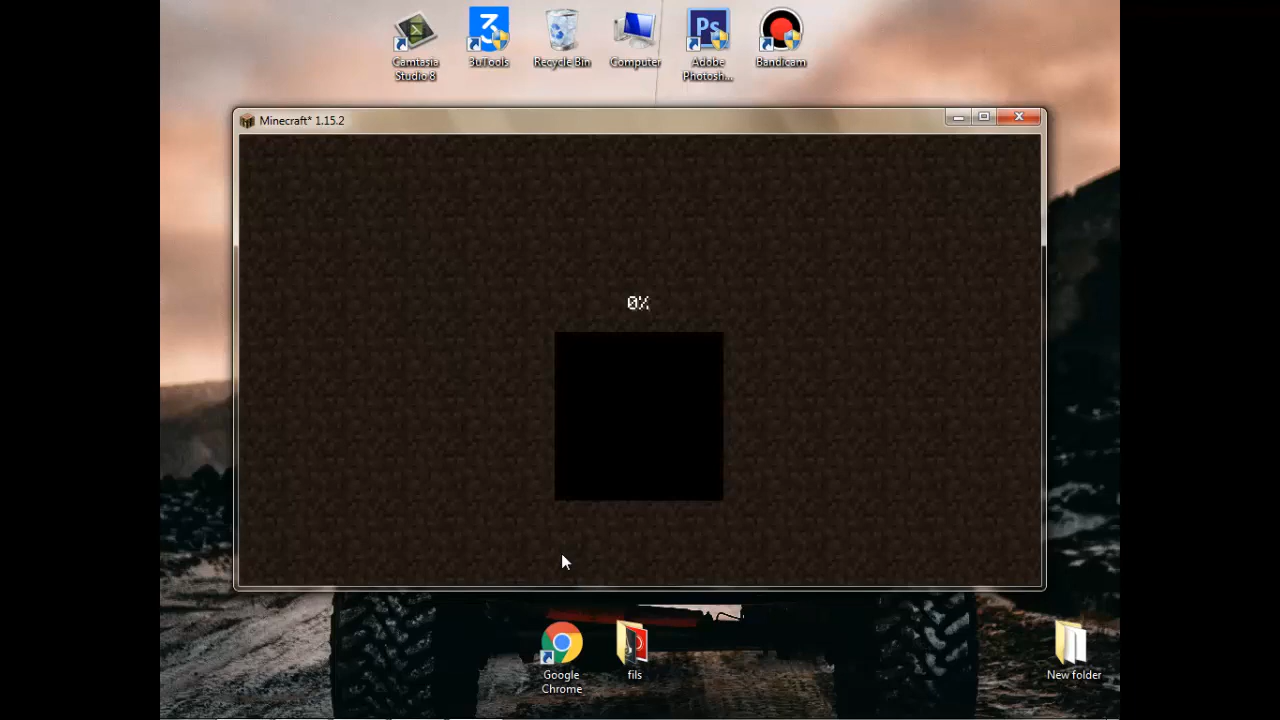 Camtasia
Studio 8
3uTools
Recycle Bin
Computer
Ps
Adobe
Photosh...
Bandicam
Minecraft* 1.15.2
0%
Google
Chrome
fils
New folder